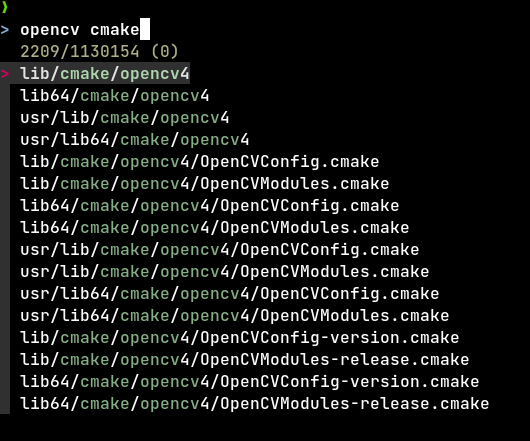 ❯
> opencv cmake
2209/1130154 (0)
> lib/cmake/opencv4
lib64/cmake/opencv4
usr/lib/cmake/opencv4
usr/lib64/cmake/opencv4
lib/cmake/opencv4/OpenCVConfig.cmake
lib/cmake/opencv4/OpenCVModules.cmake
lib64/cmake/opencv4/OpenCVConfig.cmake
lib64/cmake/opencv4/OpenCVModules.cmake
usr/lib/cmake/opencv4/OpenCVConfig.cmake
usr/lib/cmake/opencv4/OpenCVModules.cmake
usr/lib64/cmake/opencv4/OpenCVConfig.cmake
usr/lib64/cmake/opencv4/OpenCVModules.cmake
lib/cmake/opencv4/OpenCVConfig-version.cmake
lib/cmake/opencv4/OpenCVModules-release.cmake
lib64/cmake/opencv4/OpenCVConfig-version.cmake
lib64/cmake/opencv4/OpenCVModules-release.cmake